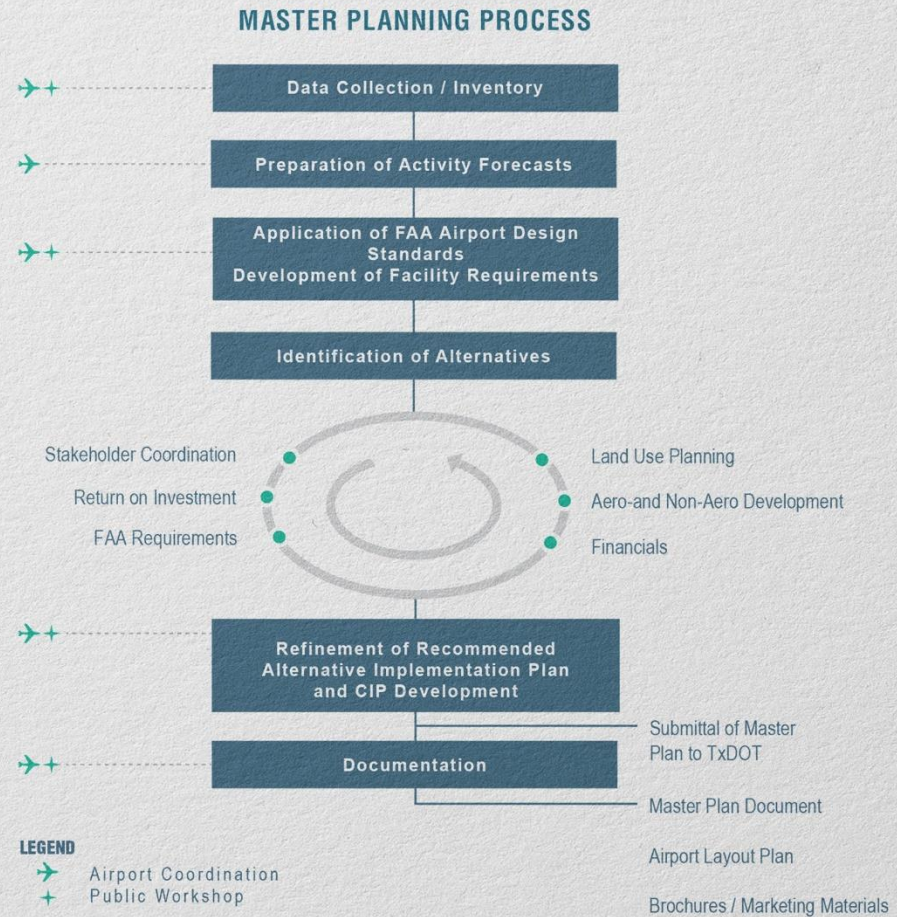 MASTER PLANNING PROCESS
Data Collection / Inventory
Preparation of Activity Forecasts
Application of FAA Airport Design
Standards
Development of Facility Requirements
Identification of Alternatives
Stakeholder Coordination
Return on Investment
FAA Requirements
Land Use Planning
Aero-and Non-Aero Development
Financials
Refinement of Recommended
Alternative Implementation Plan
and CIP Development
Submittal of Master
Plan to TxDOT
Documentation
Master Plan Document
Airport Layout Plan
Brochures / Marketing Materials
LEGEND
Airport Coordination
Public Workshop